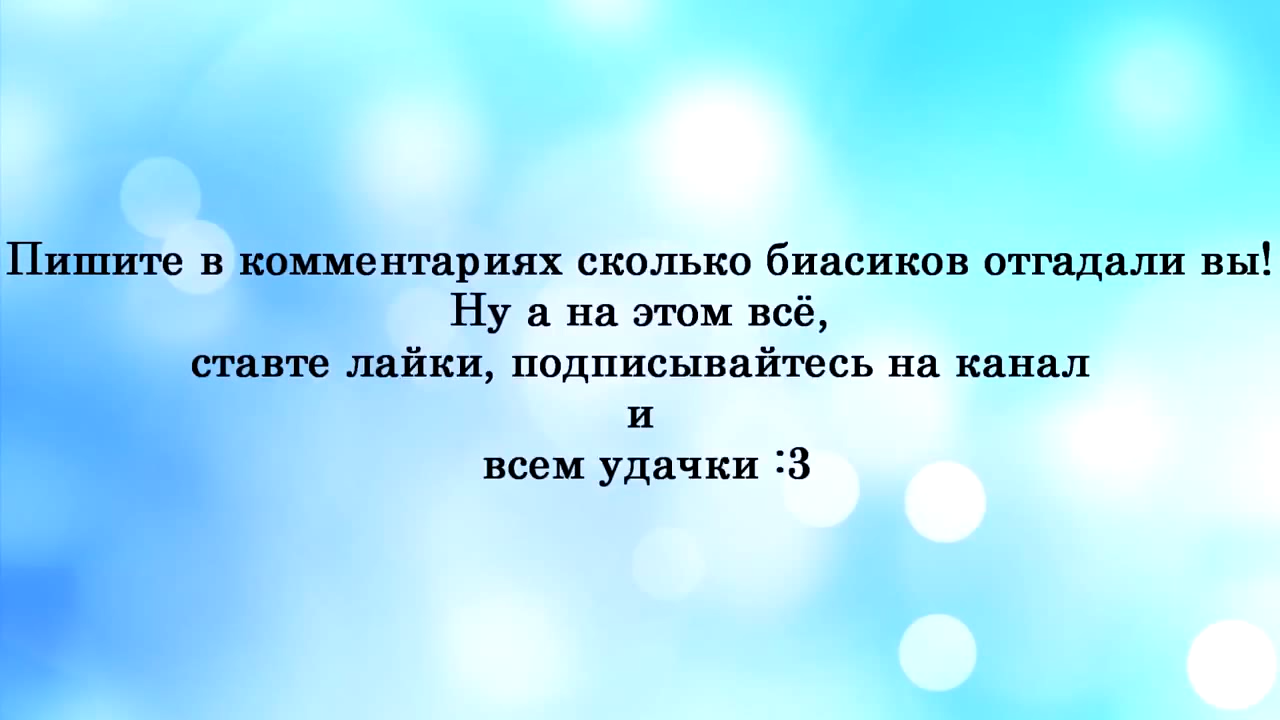 Пишите в комментариях сколько биасиков отгадали вы!
Ну а на этом всё,
ставте лайки, подписывайтесь на канал
и
всем удачки :3